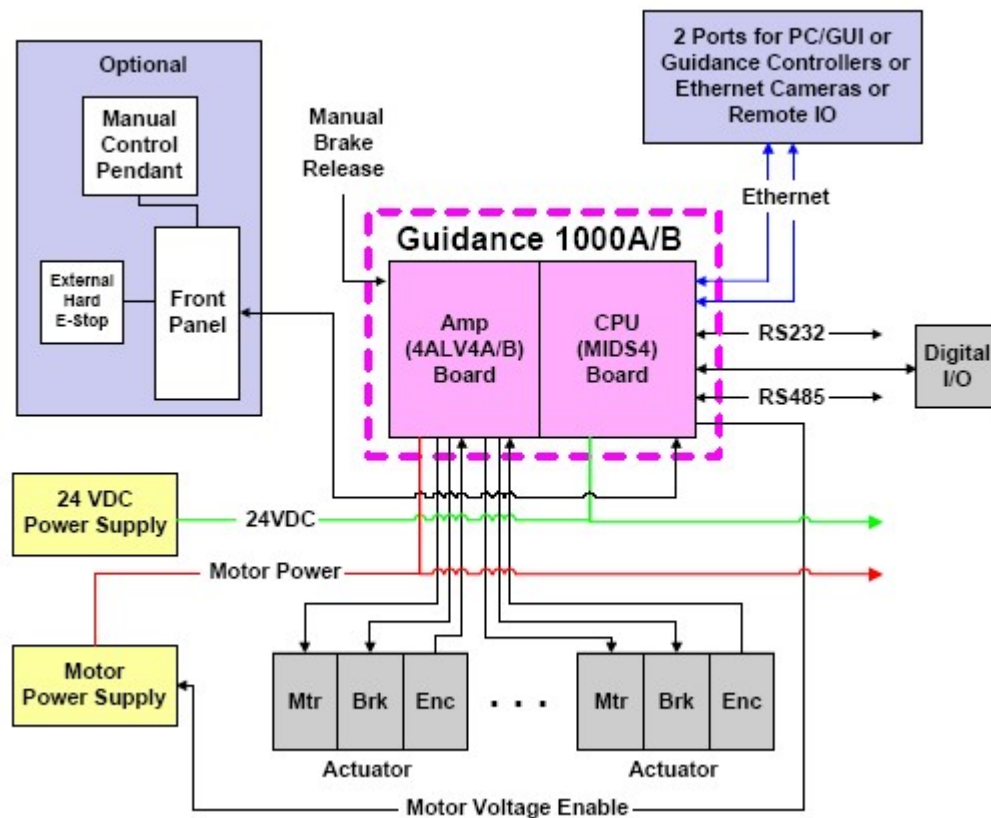 Optional
Manual
Control
Pendant
External
Hard
E-Stop
Front
Panel
Manual
Brake
Release
2 Ports for PC/GUI or
Guidance Controllers or
Ethernet Cameras or
Remote IO
Ethernet
Guidance 1000A/B
Amp
(4ALV4A/B)
Board
CPU
(MIDS4)
Board
RS232
Digital
I/O
RS485
24 VDC
Power Supply
24VDC
Motor Power
Motor
Power Supply
Mtr Brk Enc . . . Mtr Brk Enc
Actuator Actuator
Motor Voltage Enable